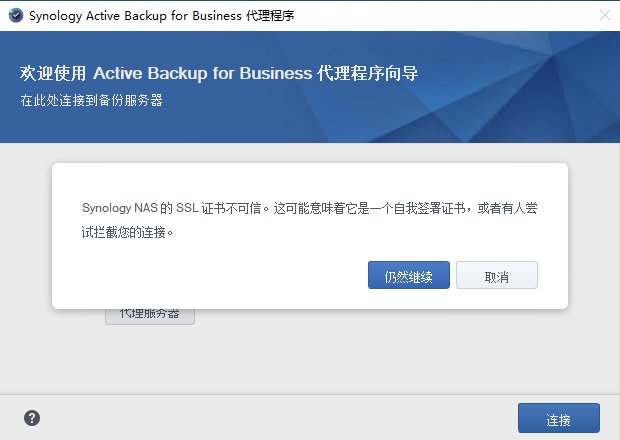 Synology Active Backup for Business 代理程序
欢迎使用 Active Backup for Business 代理程序向导
在此处连接到备份服务器
Synology NAS 的 SSL 证书不可信。这可能意味着它是一个自我签署证书，或者有人尝
试拦截您的连接。
仍然继续 取消
代理服务器
? 连接